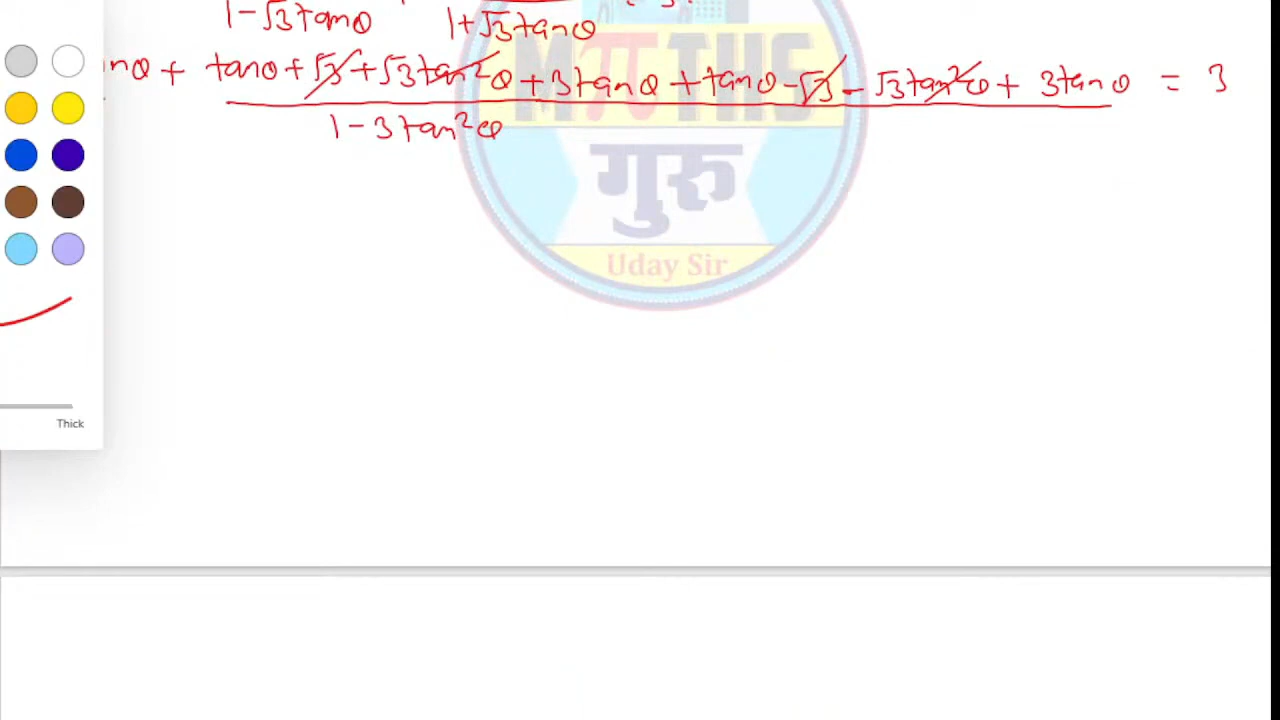 1-√3tanθ 1+√3tanθ
nθ + tanθ+√3+√3tan²θ+3tanθ+tanθ-√3-√3tan²θ+3tanθ = 3
1-3tan²θ
MπTHS
गुरु
Uday Sir
Thick